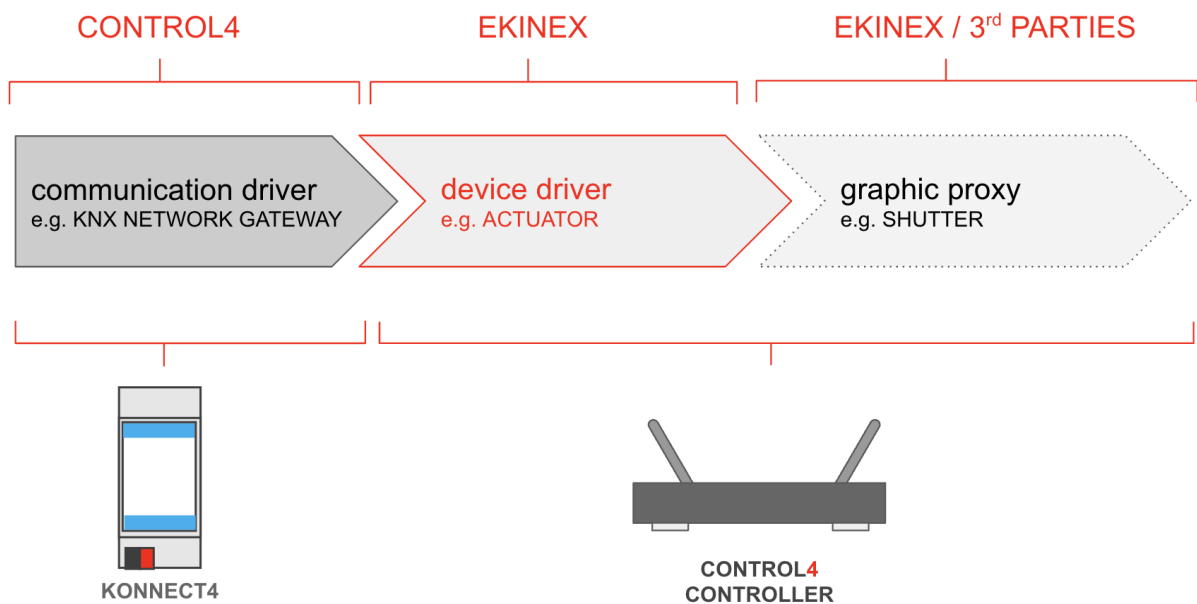 CONTROL4
EKINEX
EKINEX / 3rd PARTIES
communication driver
e.g. KNX NETWORK GATEWAY
device driver
e.g. ACTUATOR
graphic proxy
e.g. SHUTTER
KONNECT4
CONTROL4
CONTROLLER